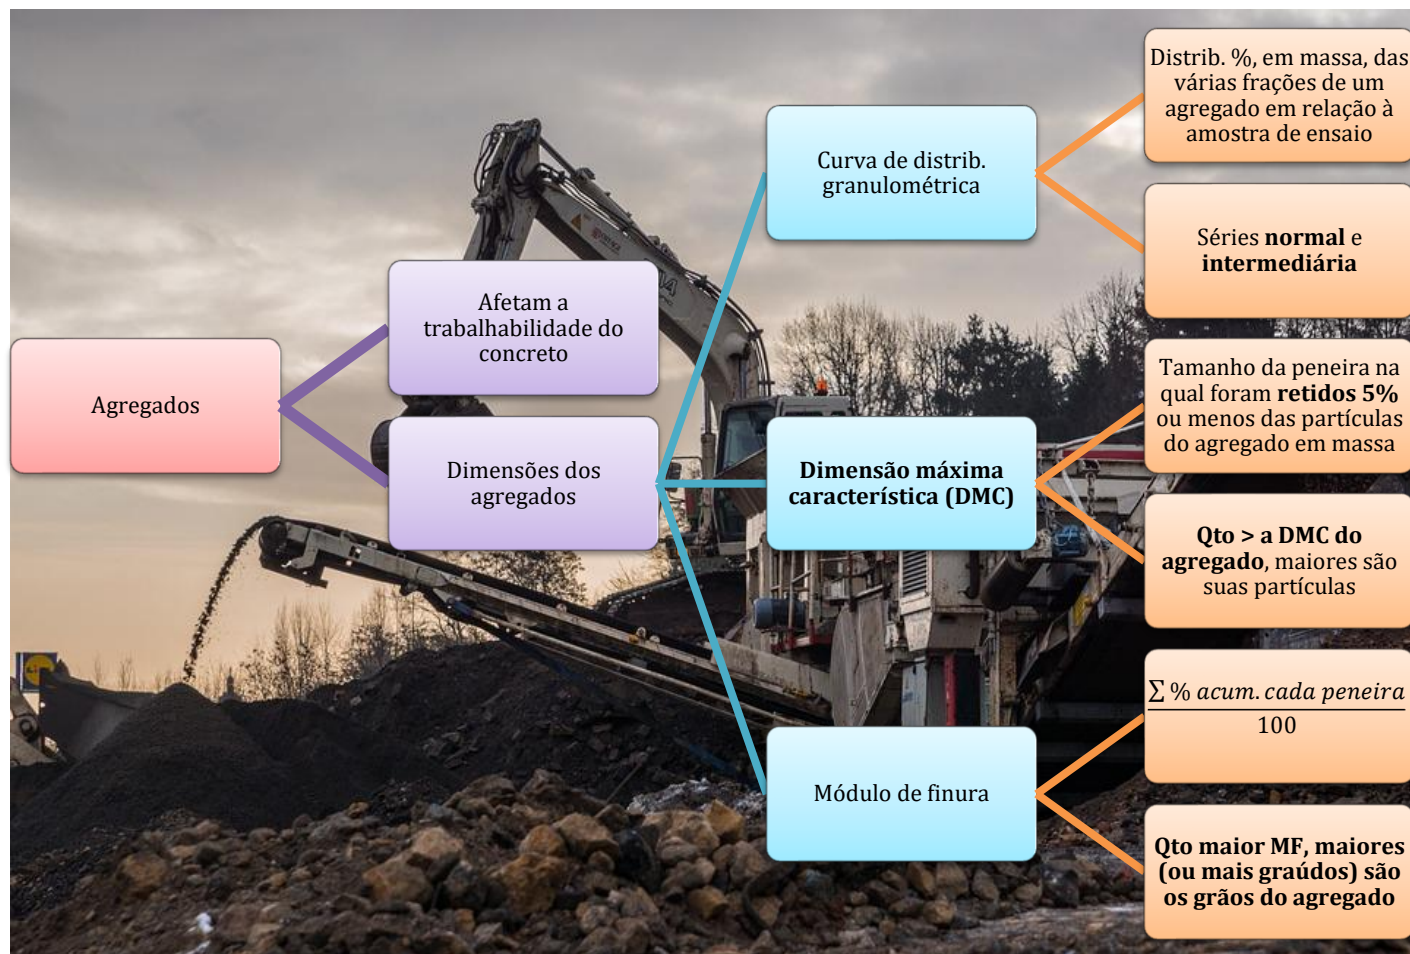 Agregados
Afetam a
trabalhabilidade do
concreto
Dimensões dos
agregados
Curva de distrib.
granulométrica
Distrib. %, em massa, das
várias frações de um
agregado em relação à
amostra de ensaio
Séries normal e
intermediária
Dimensão máxima
característica (DMC)
Tamanho da peneira na
qual foram retidos 5%
ou menos das partículas
do agregado em massa
Qto > a DMC do
agregado, maiores são
suas partículas
Módulo de finura
∑ % acum. cada peneira
100
Qto maior MF, maiores
(ou mais graúdos) são
os grãos do agregado